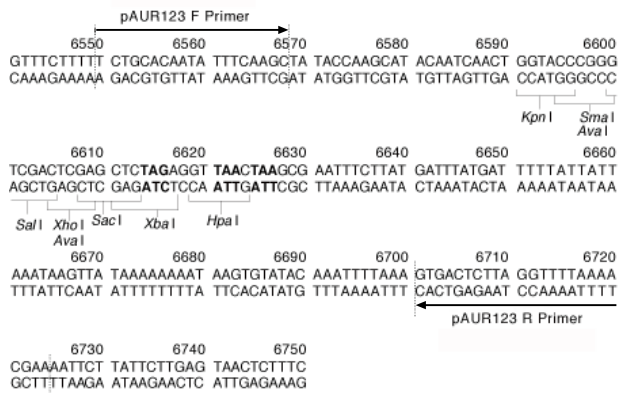 pAUR123 F Primer
6550 6560 6570 6580 6590 6600
GTTTCTTTTT CTGCACAATA TTTCAAGCTA TACCAAGCAT ACAATCAACT GGTACCCGGG
CAAAGAAAAA GACGTGTTAT AAAGTTCGAT ATGGTTCGTA TGTTAGTTGA CCATGGGCCC
Kpn I Sma I
Ava I
6610 6620 6630 6640 6650 6660
TCGACTCGAG CTCTAGAGGT TAACTAAGCG AATTTCTTAT GATTTATGAT TTTTATTATT
AGCTGAGCTC GAGATCTCCA ATTGATTCGC TTAAAGAATA CTAAATACTA AAAATAATAA
Sal I Xho I Sac I Xba I Hpa I
Ava I
6670 6680 6690 6700 6710 6720
AAATAAGTTA TAAAAAAAAT AAGTGTATAC AAATTTTAAA GTGACTCTTA GGTTTTAAAA
TTTATTCAAT ATTTTTTTTA TTCACATATG TTTAAAATTT CACTGAGAAT CCAAAATTTT
pAUR123 R Primer
6730 6740 6750
CGAAAATTCT TATTCTTGAG TAACTCTTTC
GCTTTTAAGA ATAAGAACTC ATTGAGAAAG